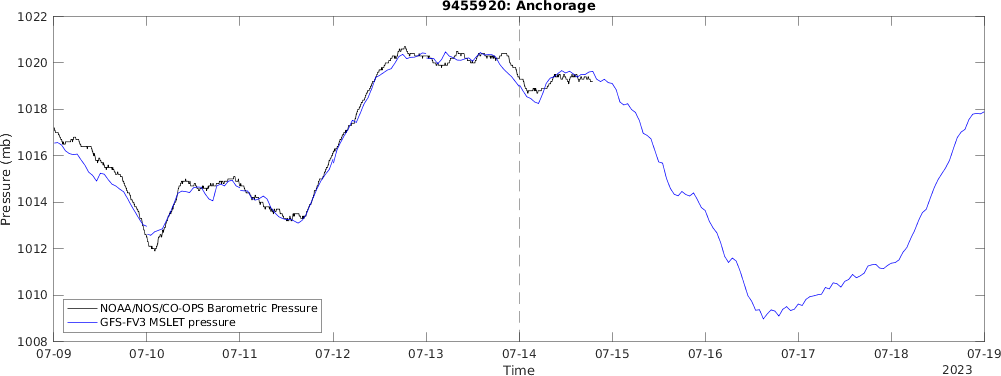 9455920: Anchorage
1022
1020
1018
1016
1014
1012
1010
1008
Pressure (mb)
NOAA/NOS/CO-OPS Barometric Pressure
GFS-FV3 MSLET pressure
07-09 07-10 07-11 07-12 07-13 07-14 07-15 07-16 07-17 07-18 07-19
Time
2023